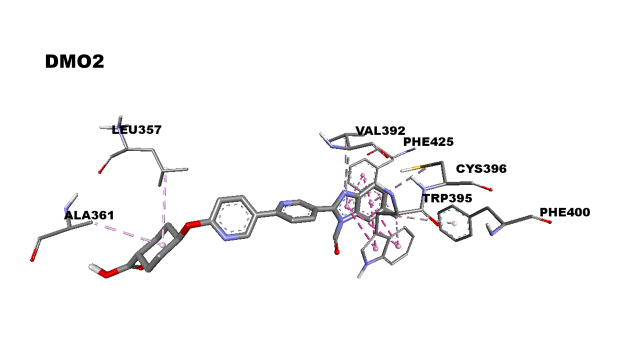 DMO2
LEU357
VAL392
PHE425
CYS396
TRP395
ALA361
PHE400